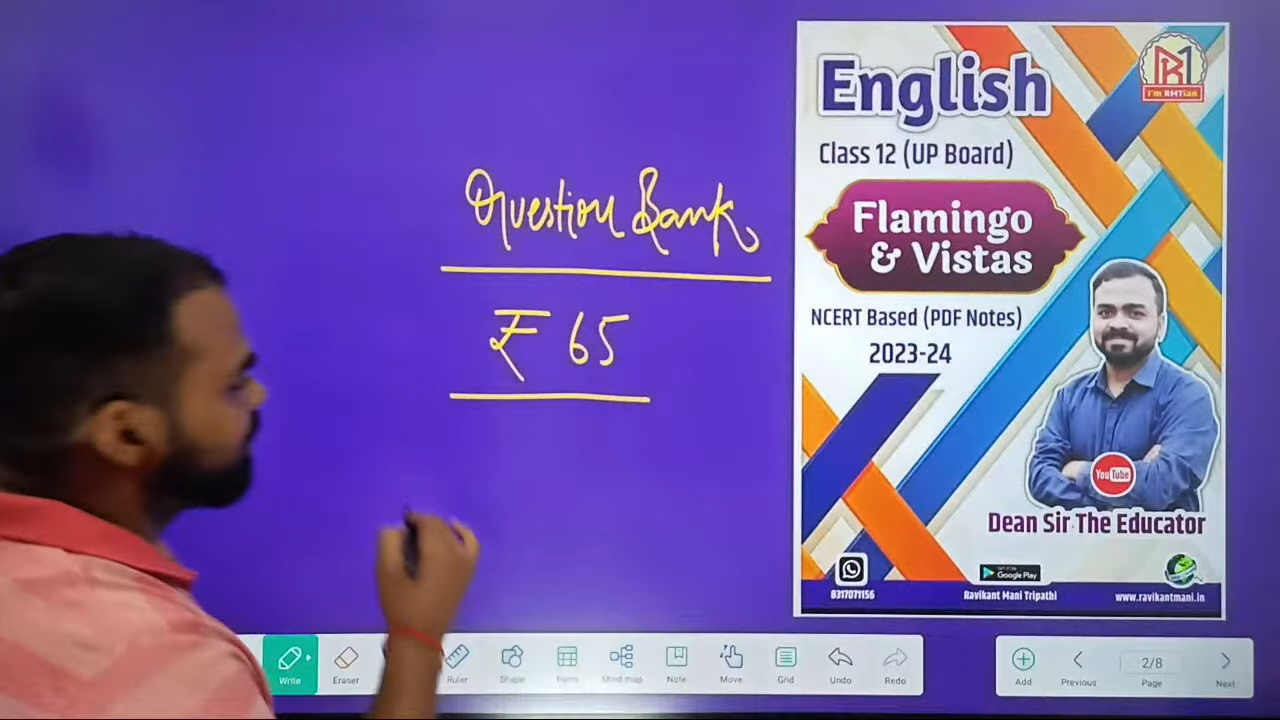 Question Bank
₹ 65
English
I'm RMTian
Class 12 (UP Board)
Flamingo
& Vistas
NCERT Based (PDF Notes)
2023-24
YouTube
Dean Sir The Educator
Google Play
8317071156
Ravikant Mani Tripathi
www.ravikantmani.in
Write
Eraser
Ruler
Shape
Mind map
Note
Move
Grid
Undo
Redo
Add
Previous
2/8
Page
Next